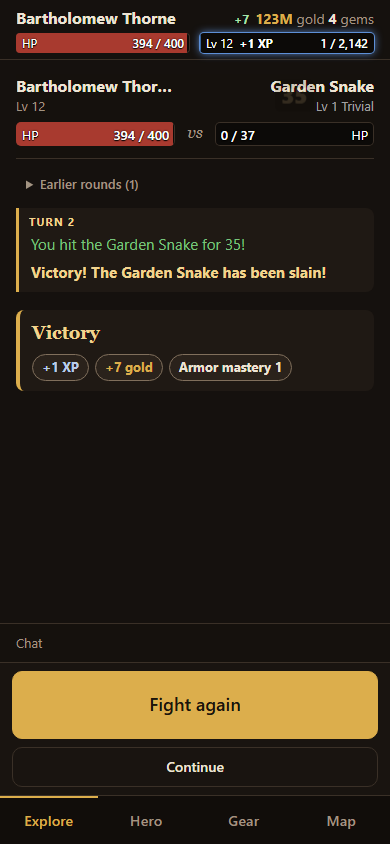 Bartholomew Thorne
+7 123M gold 4 gems
HP 394 / 400
Lv 12 +1 XP 1 / 2,142
Bartholomew Thor...
Garden Snake
Lv 12
Lv 1 Trivial
35
HP 394 / 400
vs
0 / 37 HP
▶ Earlier rounds (1)
TURN 2
You hit the Garden Snake for 35!
Victory! The Garden Snake has been slain!
Victory
+1 XP
+7 gold
Armor mastery 1
Chat
Fight again
Continue
Explore
Hero
Gear
Map